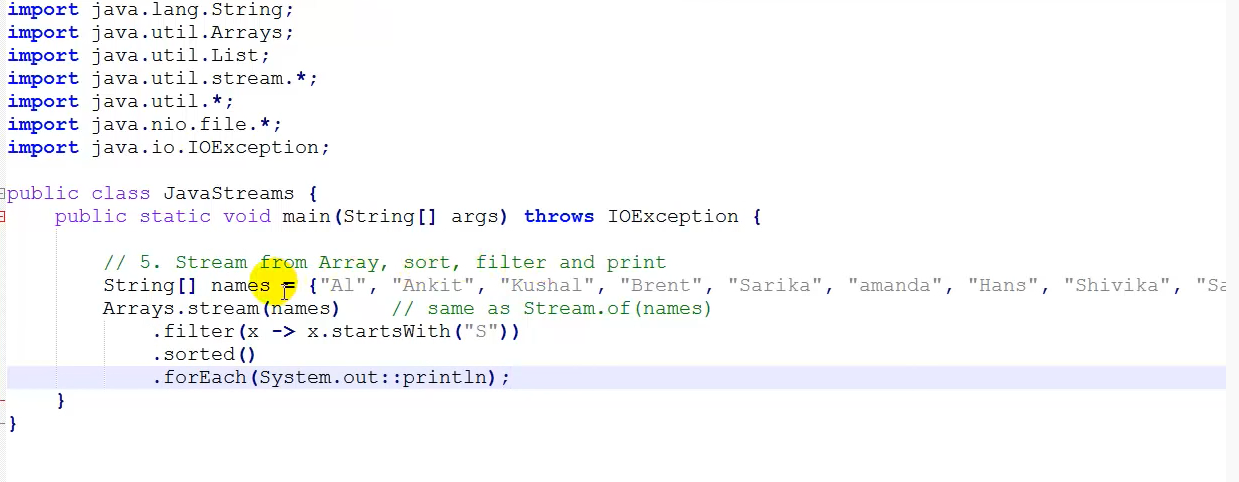 import java.lang.String;
import java.util.Arrays;
import java.util.List;
import java.util.stream.*;
import java.util.*;
import java.nio.file.*;
import java.io.IOException;
public class JavaStreams {
public static void main(String[] args) throws IOException {
// 5. Stream from Array, sort, filter and print
String[] names = {"Al", "Ankit", "Kushal", "Brent", "Sarika", "amanda", "Hans", "Shivika", "Sa
Arrays.stream(names) // same as Stream.of(names)
.filter(x -> x.startsWith("S"))
.sorted()
.forEach(System.out::println);
}
}